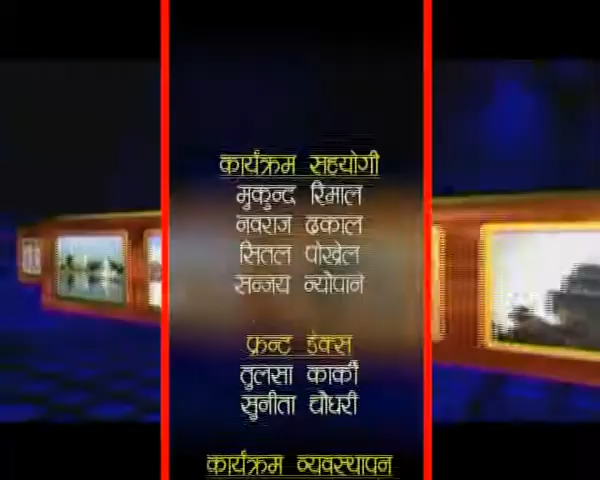 कार्यक्रम सहयोगी
मुकुन्द रिमाल
नवराज ढकाल
सितल पोखेल
सन्जय न्योपाने
फ्रन्ट डेक्स
तुलसा कार्की
सुनीता चौधरी
कार्यक्रम व्यवस्थापन